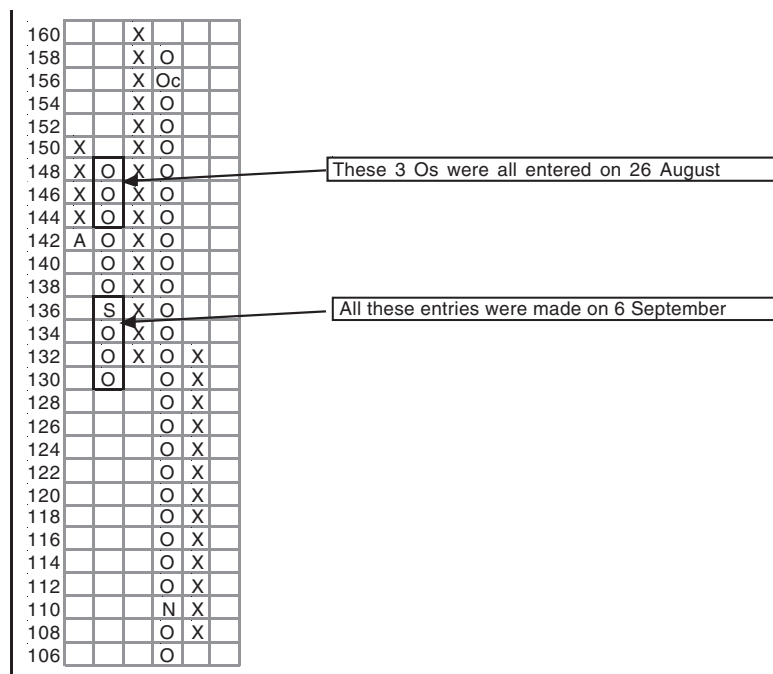 160 X
158 X O
156 X Oc
154 X O
152 X O
150 X X O
148 X O X O These 3 Os were all entered on 26 August
146 X O X O
144 X O X O
142 A O X O
140 O X O
138 O X O
136 S X O All these entries were made on 6 September
134 O X O
132 O X O X
130 O O X
128 O X
126 O X
124 O X
122 O X
120 O X
118 O X
116 O X
114 O X
112 O X
110 N X
108 O X
106 O